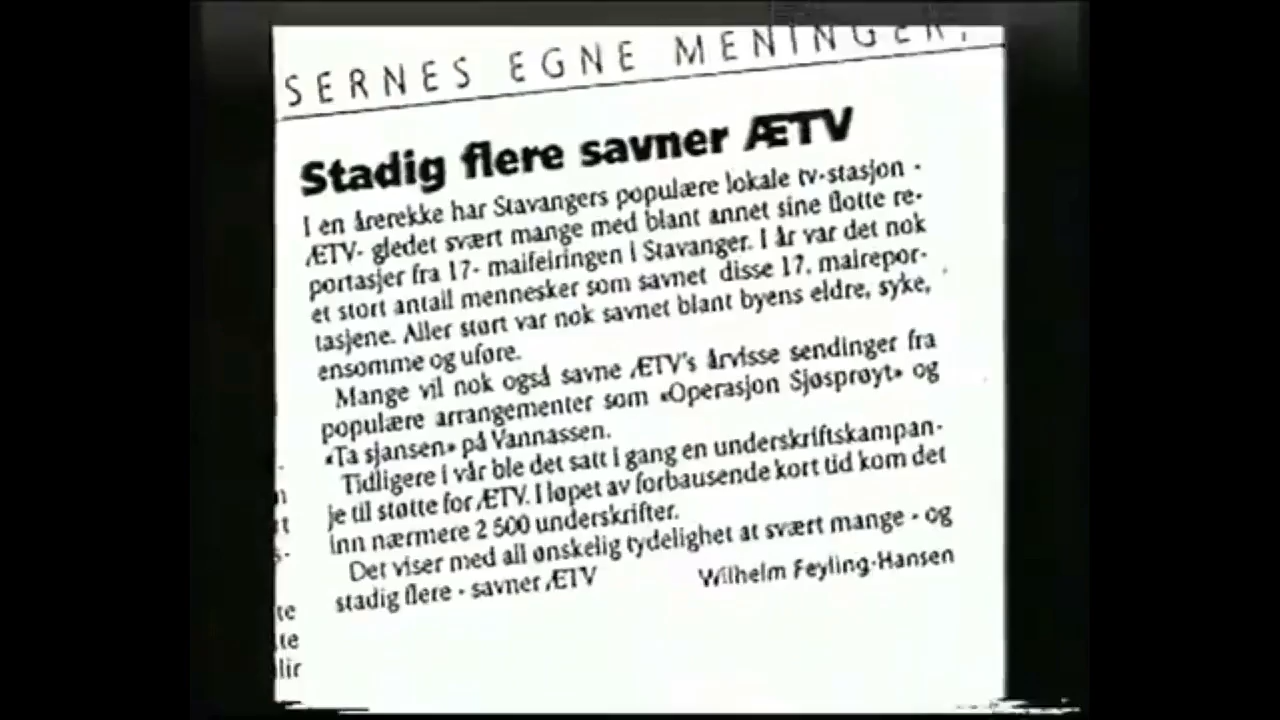 SERNES EGNE MENINGER.
Stadig flere savner ÆTV
I en årerekke har Stavangers populære lokale tv-stasjon -
ÆTV- gledet svært mange med blant annet sine flotte re-
portasjer fra 17- maifeiringen i Stavanger. I år var det nok
et stort antall mennesker som savnet disse 17. mairepor-
tasjene. Aller størt var nok savnet blant byens eldre, syke,
ensomme og uføre.
Mange vil nok også savne ÆTV's årvisse sendinger fra
populære arrangementer som «Operasjon Sjøsprøyt» og
«Ta sjansen» på Vannassen.
Tidligere i vår ble det satt i gang en underskriftskampan-
je til støtte for ÆTV. I løpet av forbausende kort tid kom det
inn nærmere 2 500 underskrifter.
Det viser med all ønskelig tydelighet at svært mange - og
stadig flere - savner ÆTV
Wilhelm Feyling-Hansen
te
te
lir